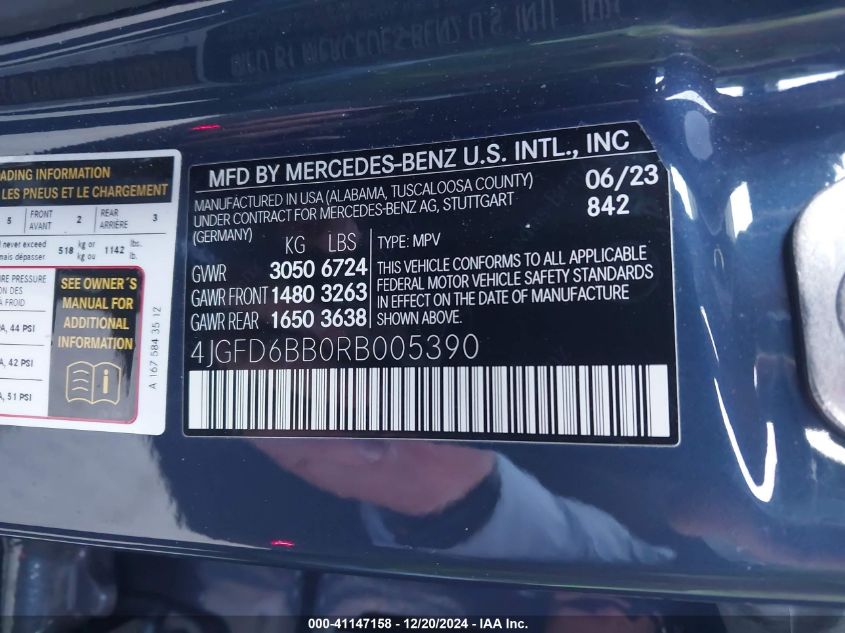 MFD BY MERCEDES-BENZ U.S. INTL., INC
MANUFACTURED IN USA (ALABAMA, TUSCALOOSA COUNTY)
UNDER CONTRACT FOR MERCEDES-BENZ AG, STUTTGART
(GERMANY)
06/23
842
KG LBS
GVWR 3050 6724
GAWR FRONT 1480 3263
GAWR REAR 1650 3638
TYPE: MPV
THIS VEHICLE CONFORMS TO ALL APPLICABLE
FEDERAL MOTOR VEHICLE SAFETY STANDARDS
IN EFFECT ON THE DATE OF MANUFACTURE
SHOWN ABOVE.
4JGFD6BB0RB005390
ADING INFORMATION
LES PNEUS ET LE CHARGEMENT
5 FRONT 2 REAR 3
AVANT ARRIÈRE
never exceed 518 kg or 1142 lbs.
mais dépasser kg ou lb.
RE PRESSURE
ION DES
A FROID
A, 44 PSI
A, 42 PSI
A, 51 PSI
SEE OWNER'S
MANUAL FOR
ADDITIONAL
INFORMATION
A 167 584 35 12
000-41147158 - 12/20/2024 - IAA Inc.